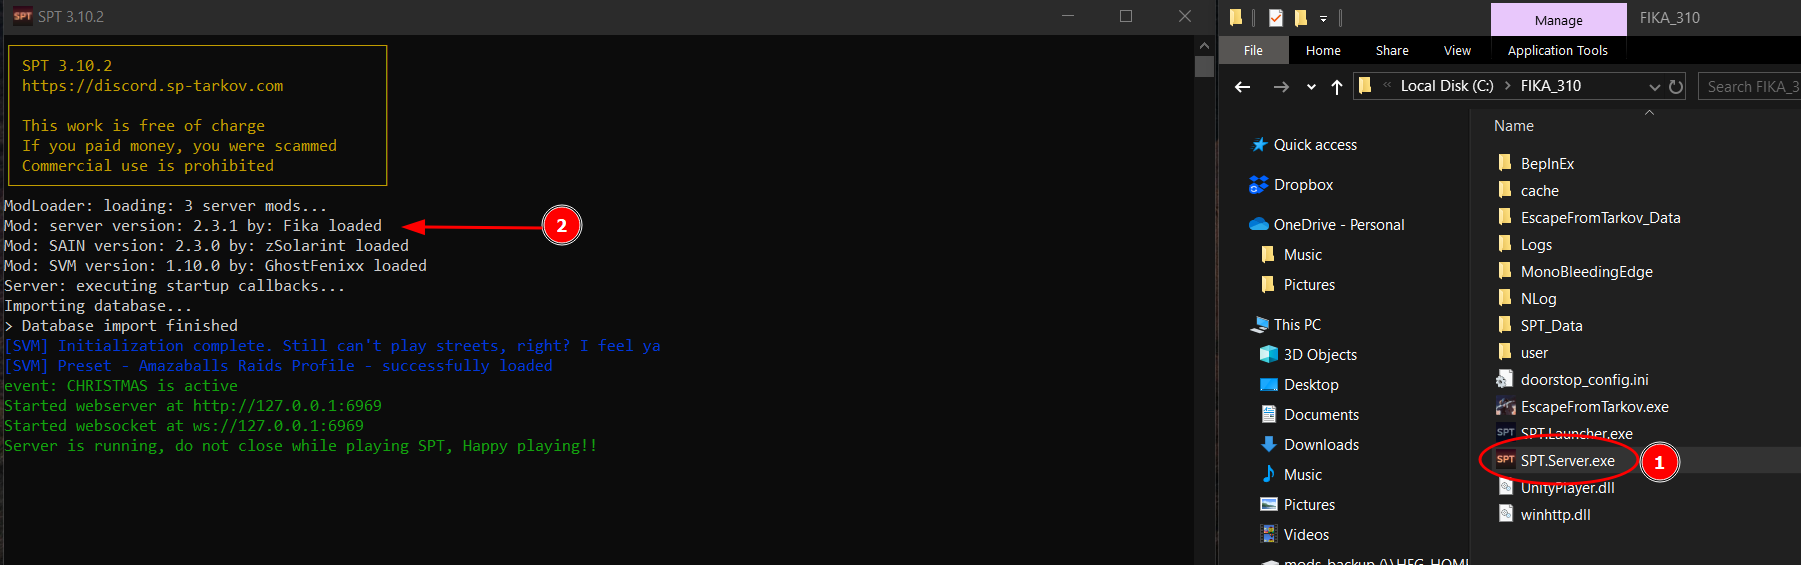 SPT SPT 3.10.2
SPT 3.10.2
https://discord.sp-tarkov.com
This work is free of charge
If you paid money, you were scammed
Commercial use is prohibited
ModLoader: loading: 3 server mods...
Mod: server version: 2.3.1 by: Fika loaded
2
Mod: SAIN version: 2.3.0 by: zSolarint loaded
Mod: SVM version: 1.10.0 by: GhostFenixx loaded
Server: executing startup callbacks...
Importing database...
> Database import finished
[SVM] Initialization complete. Still can't play streets, right? I feel ya
[SVM] Preset - Amazaballs Raids Profile - successfully loaded
event: CHRISTMAS is active
Started webserver at http://127.0.0.1:6969
Started websocket at ws://127.0.0.1:6969
Server is running, do not close while playing SPT, Happy playing!!
Manage
FIKA_310
File Home Share View Application Tools
« Local Disk (C:) > FIKA_310
Search FIKA_3
Quick access
Dropbox
OneDrive - Personal
Music
Pictures
This PC
3D Objects
Desktop
Documents
Downloads
Music
Pictures
Videos
mods-backup (\\HFG-HOME
Name
BepInEx
cache
EscapeFromTarkov_Data
Logs
MonoBleedingEdge
NLog
SPT_Data
user
doorstop_config.ini
EscapeFromTarkov.exe
SPT SPT.Launcher.exe
SPT SPT.Server.exe
1
UnityPlayer.dll
winhttp.dll